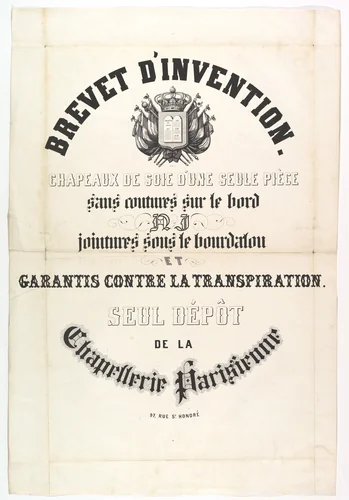 BREVET D'INVENTION.
CHAPEAUX DE SOIE D'UNE SEULE PIÈCE
sans coutures sur le bord
NI
jointures sous le bourdalou
ET
GARANTIS CONTRE LA TRANSPIRATION.
SEUL DÉPÔT
DE LA
Chapellerie Parisienne
97, RUE St HONORÉ